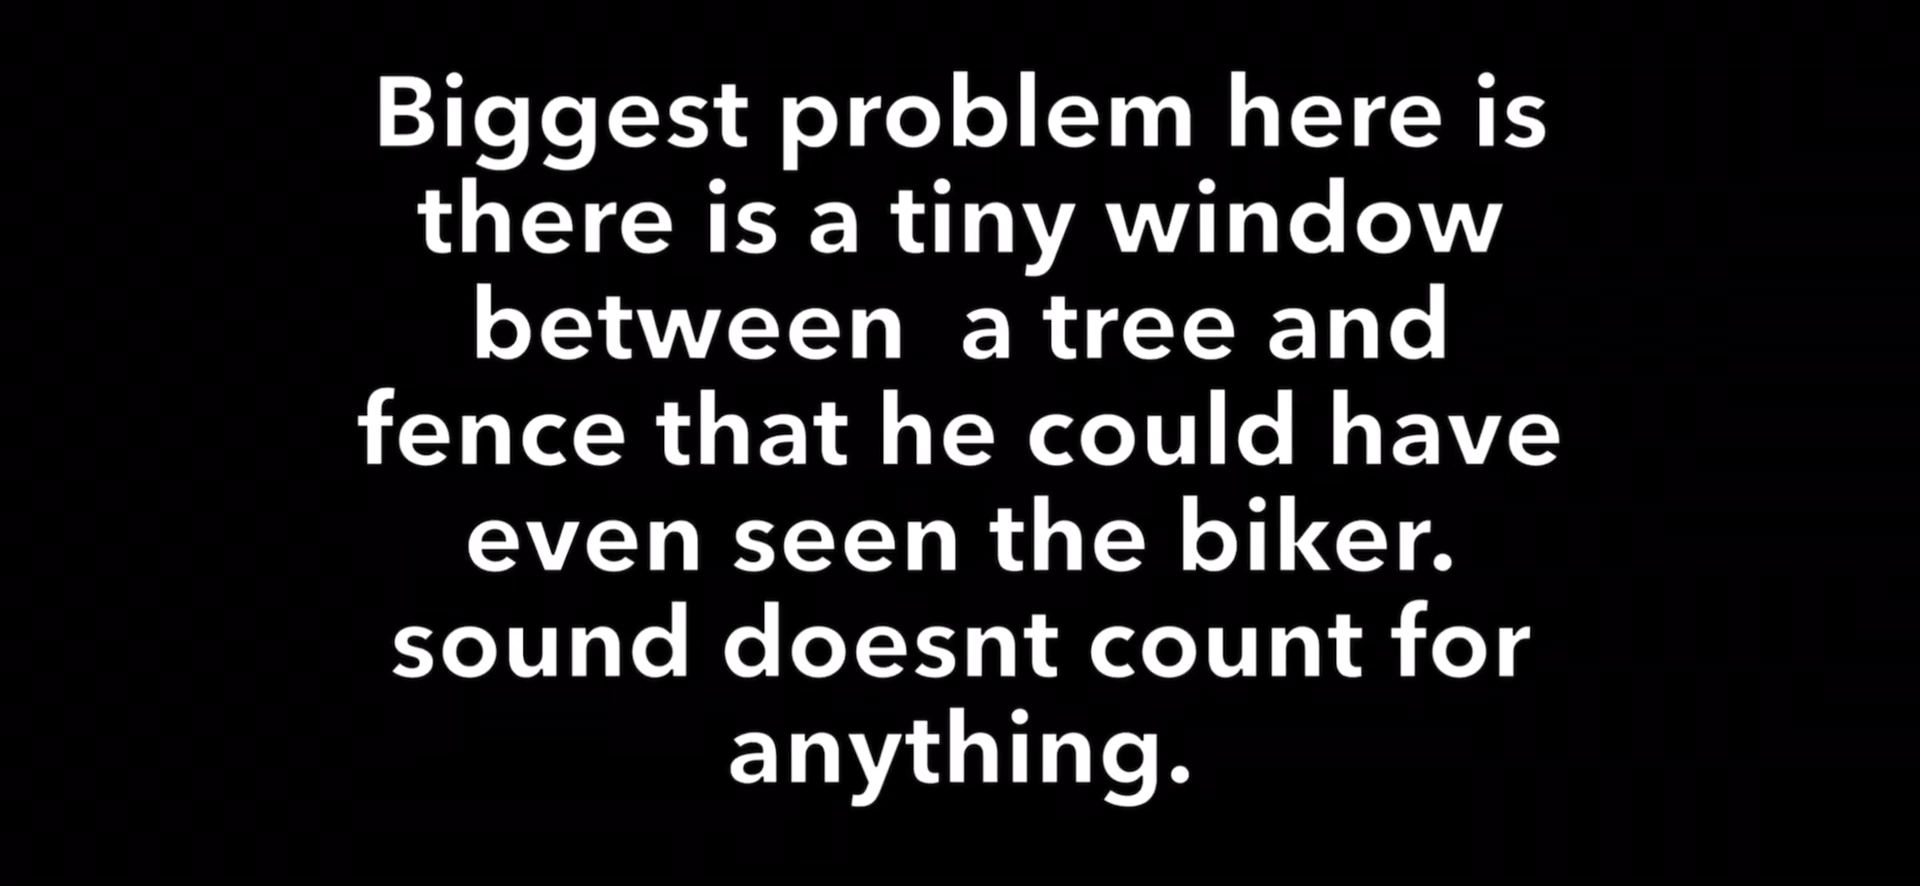 Biggest problem here is
there is a tiny window
between  a tree and
fence that he could have
even seen the biker.
sound doesnt count for
anything.